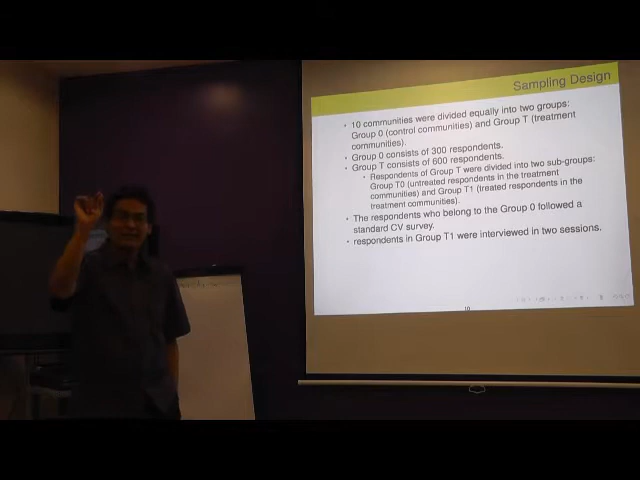 Sampling Design
• 10 communities were divided equally into two groups:
Group 0 (control communities) and Group T (treatment
communities).
• Group 0 consists of 300 respondents.
• Group T consists of 600 respondents.
• Respondents of Group T were divided into two sub-groups:
Group T0 (untreated respondents in the treatment
communities) and Group T1 (treated respondents in the
treatment communities).
• The respondents who belong to the Group 0 followed a
standard CV survey.
• respondents in Group T1 were interviewed in two sessions.
10